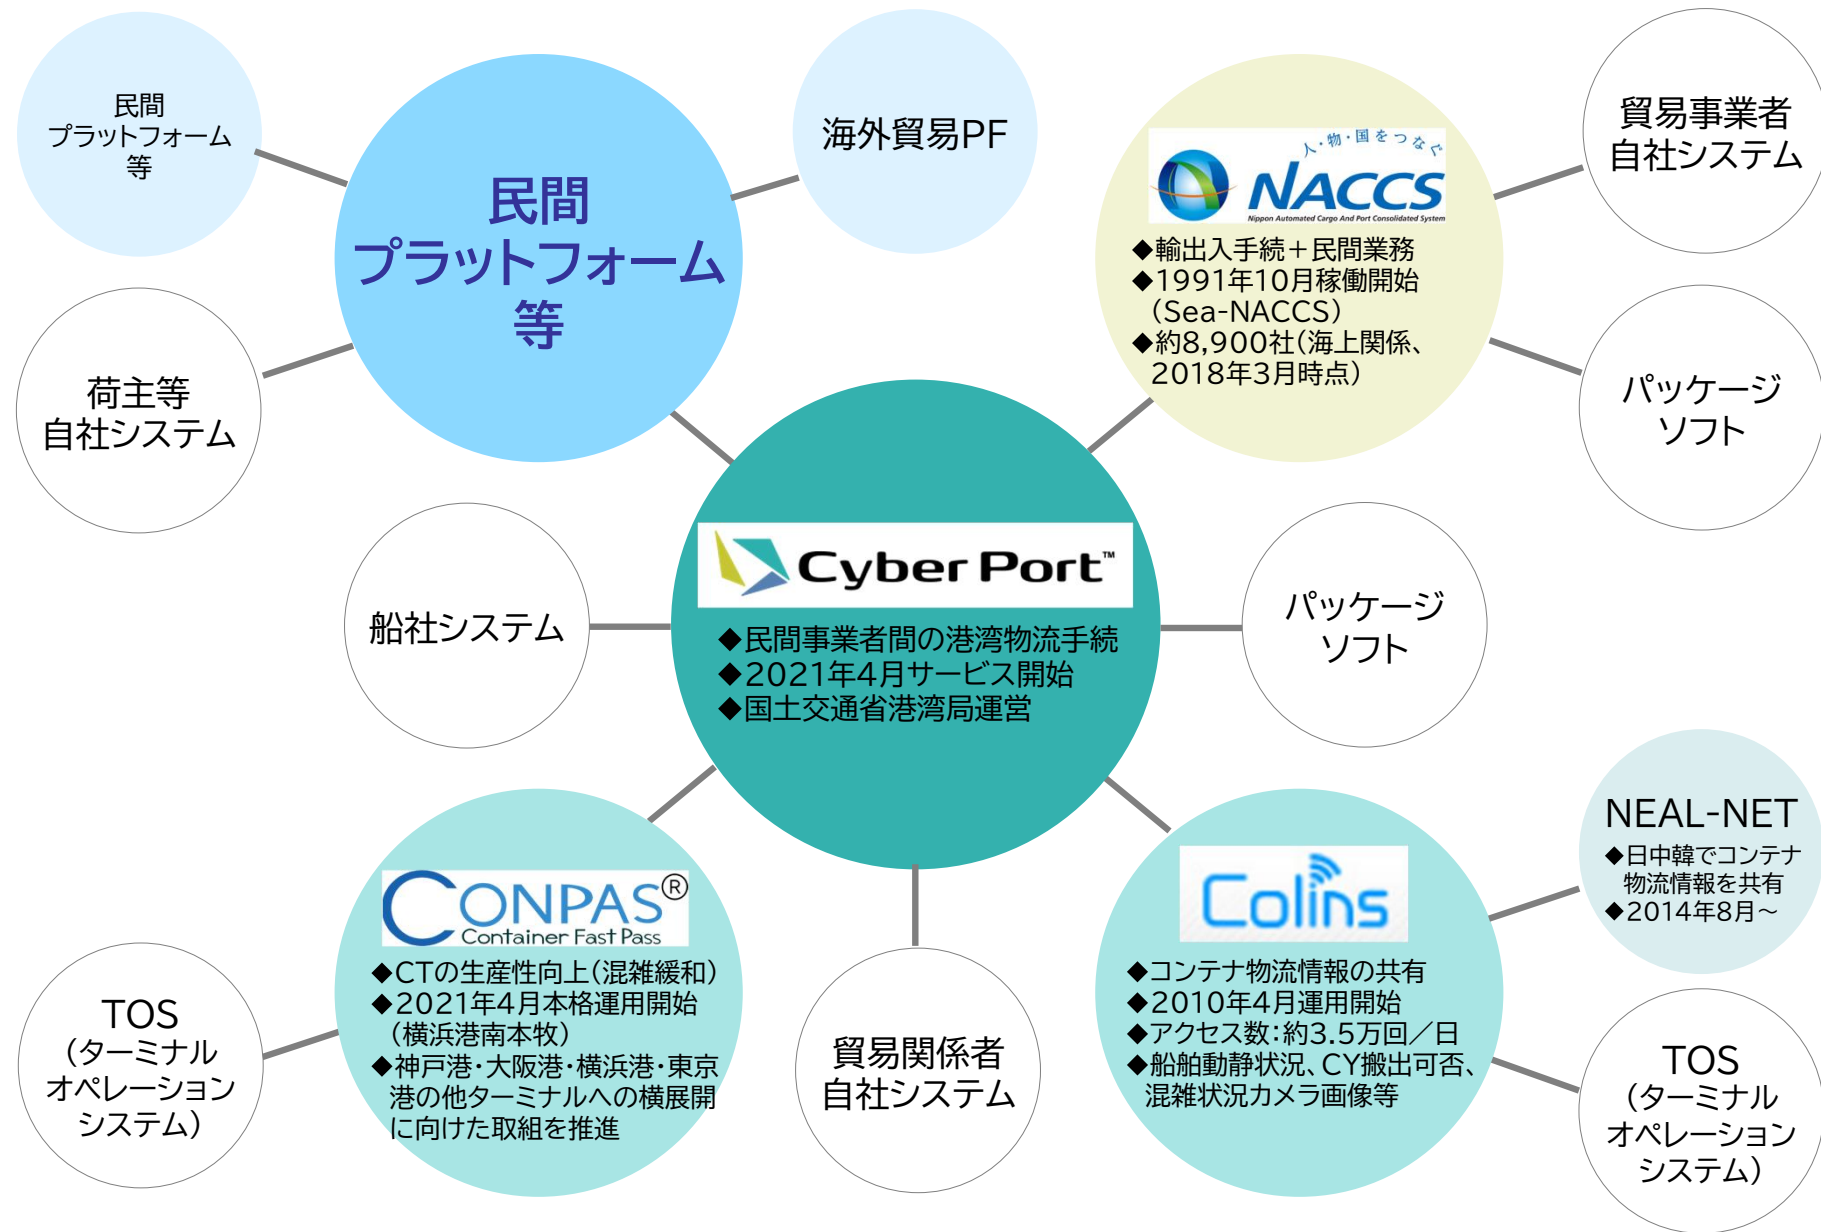 民間
プラットフォーム
等
民間
プラットフォーム
等
海外貿易PF
荷主等
自社システム
人・物・国をつなぐ
NACCS
Nippon Automated Cargo And Port Consolidated System
◆輸出入手続＋民間業務
◆1991年10月稼働開始
（Sea-NACCS）
◆約8,900社（海上関係、
2018年3月時点）
貿易事業者
自社システム
パッケージ
ソフト
船社システム
Cyber Port™
◆民間事業者間の港湾物流手続
◆2021年4月サービス開始
◆国土交通省港湾局運営
パッケージ
ソフト
CONPAS®
Container Fast Pass
◆CTの生産性向上（混雑緩和）
◆2021年4月本格運用開始
（横浜港南本牧）
◆神戸港・大阪港・横浜港・東京
港の他ターミナルへの横展開
に向けた取組を推進
TOS
（ターミナル
オペレーション
システム）
貿易関係者
自社システム
Colins
◆コンテナ物流情報の共有
◆2010年4月運用開始
◆アクセス数：約3.5万回／日
◆船舶動静状況、CY搬出可否、
混雑状況カメラ画像等
NEAL-NET
◆日中韓でコンテナ
物流情報を共有
◆2014年8月～
TOS
（ターミナル
オペレーション
システム）